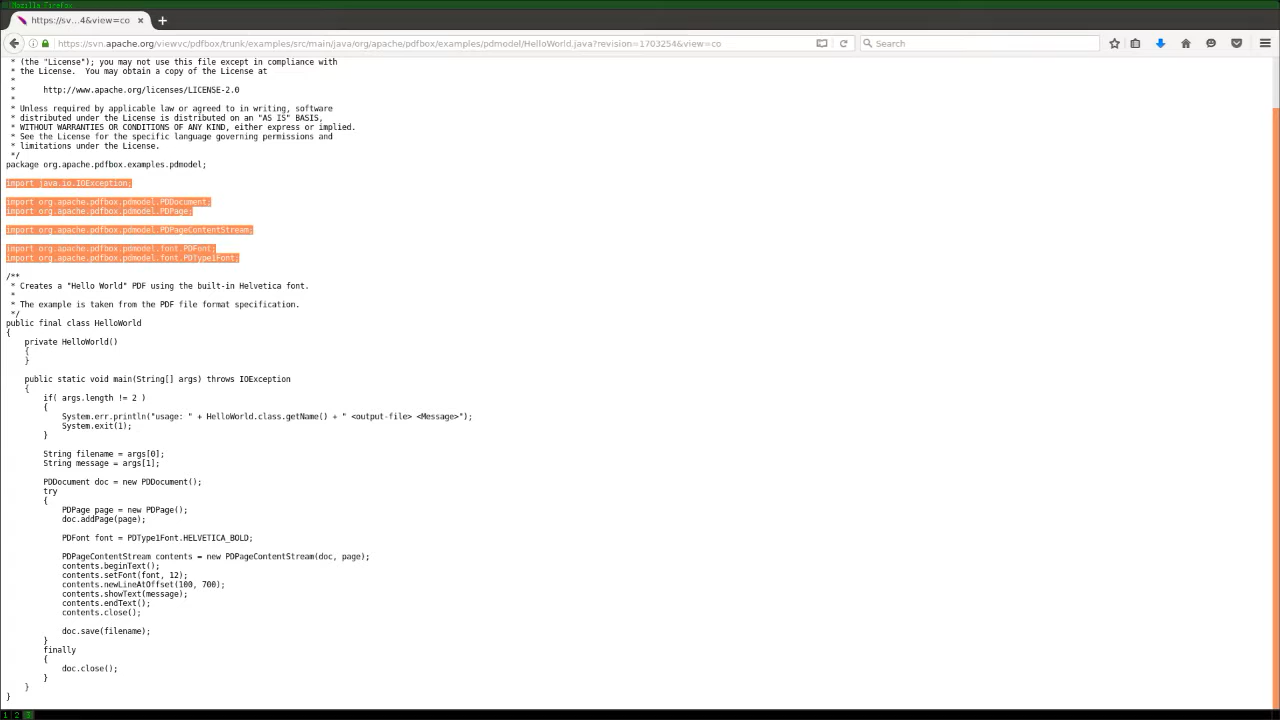 Mozilla Firefox
https://sv...4&view=co
https://svn.apache.org/viewvc/pdfbox/trunk/examples/src/main/java/org/apache/pdfbox/examples/pdmodel/HelloWorld.java?revision=1703254&view=co
Search
* (the "License"); you may not use this file except in compliance with
* the License.  You may obtain a copy of the License at
*
*      http://www.apache.org/licenses/LICENSE-2.0
*
* Unless required by applicable law or agreed to in writing, software
* distributed under the License is distributed on an "AS IS" BASIS,
* WITHOUT WARRANTIES OR CONDITIONS OF ANY KIND, either express or implied.
* See the License for the specific language governing permissions and
* limitations under the License.
*/
package org.apache.pdfbox.examples.pdmodel;
import java.io.IOException;
import org.apache.pdfbox.pdmodel.PDDocument;
import org.apache.pdfbox.pdmodel.PDPage;
import org.apache.pdfbox.pdmodel.PDPageContentStream;
import org.apache.pdfbox.pdmodel.font.PDFont;
import org.apache.pdfbox.pdmodel.font.PDType1Font;
/**
* Creates a "Hello World" PDF using the built-in Helvetica font.
*
* The example is taken from the PDF file format specification.
*/
public final class HelloWorld
{
private HelloWorld()
{
}
public static void main(String[] args) throws IOException
{
if( args.length != 2 )
{
System.err.println("usage: " + HelloWorld.class.getName() + " <output-file> <Message>");
System.exit(1);
}
String filename = args[0];
String message = args[1];
PDDocument doc = new PDDocument();
try
{
PDPage page = new PDPage();
doc.addPage(page);
PDFont font = PDType1Font.HELVETICA_BOLD;
PDPageContentStream contents = new PDPageContentStream(doc, page);
contents.beginText();
contents.setFont(font, 12);
contents.newLineAtOffset(100, 700);
contents.showText(message);
contents.endText();
contents.close();
doc.save(filename);
}
finally
{
doc.close();
}
}
}
1 2 3